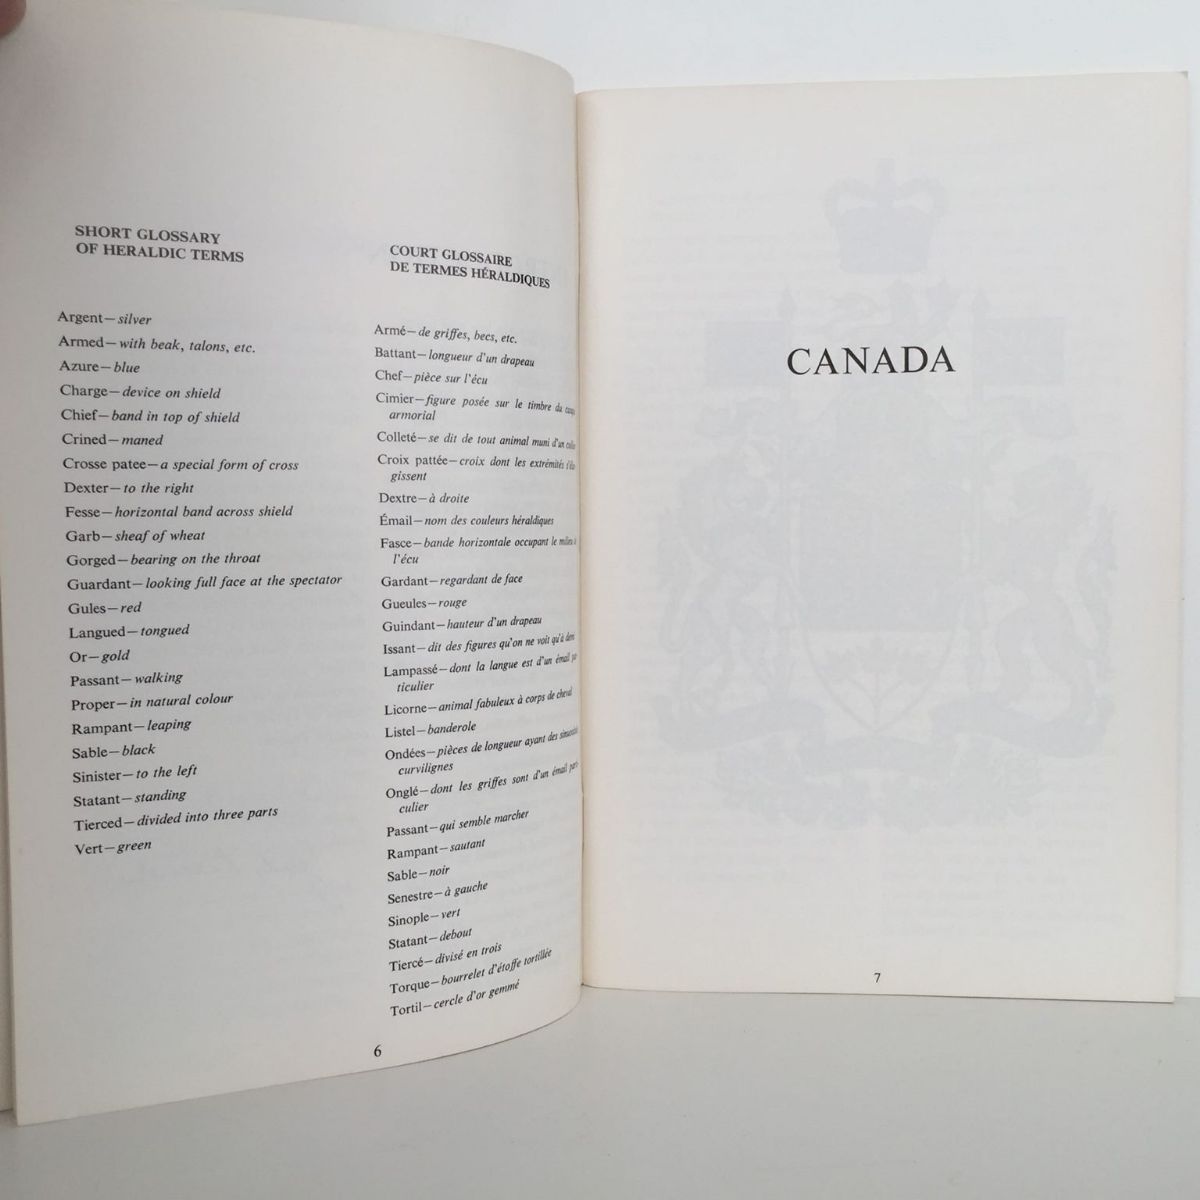 SHORT GLOSSARY
OF HERALDIC TERMS
Argent—silver
Armed—with beak, talons, etc.
Azure—blue
Charge—device on shield
Chief—band in top of shield
Crined—maned
Crosse patee—a special form of cross
Dexter—to the right
Fesse—horizontal band across shield
Garb—sheaf of wheat
Gorged—bearing on the throat
Guardant—looking full face at the spectator
Gules—red
Langued—tongued
Or—gold
Passant—walking
Proper—in natural colour
Rampant—leaping
Sable—black
Sinister—to the left
Statant—standing
Tierced—divided into three parts
Vert—green
COURT GLOSSAIRE
DE TERMES HÉRALDIQUES
Armé—de griffes, becs, etc.
Battant—longueur d'un drapeau
Chef—pièce sur l'écu
Cimier—figure posée sur le timbre du
armorial
Colleté—se dit de tout animal muni d'un
Croix pattée—croix dont les extrémités
gissent
Dextre—à droite
Émail—nom des couleurs héraldiques
Fasce—bande horizontale occupant le milieu
l'écu
Gardant—regardant de face
Gueules—rouge
Guindant—hauteur d'un drapeau
Issant—dit des figures qu'on ne voit qu'à demi
Lampassé—dont la langue est d'un émail par-
ticulier
Licorne—animal fabuleux à corps de cheval
Listel—banderole
Ondées—pièces de longueur ayant des
curvilignes
Onglé—dont les griffes sont d'un émail
culier
Passant—qui semble marcher
Rampant—sautant
Sable—noir
Senestre—à gauche
Sinople—vert
Statant—debout
Tiercé—divisé en trois
Torque—bourrelet d'étoffe tortillée
Tortil—cercle d'or gemmé
6
CANADA
7